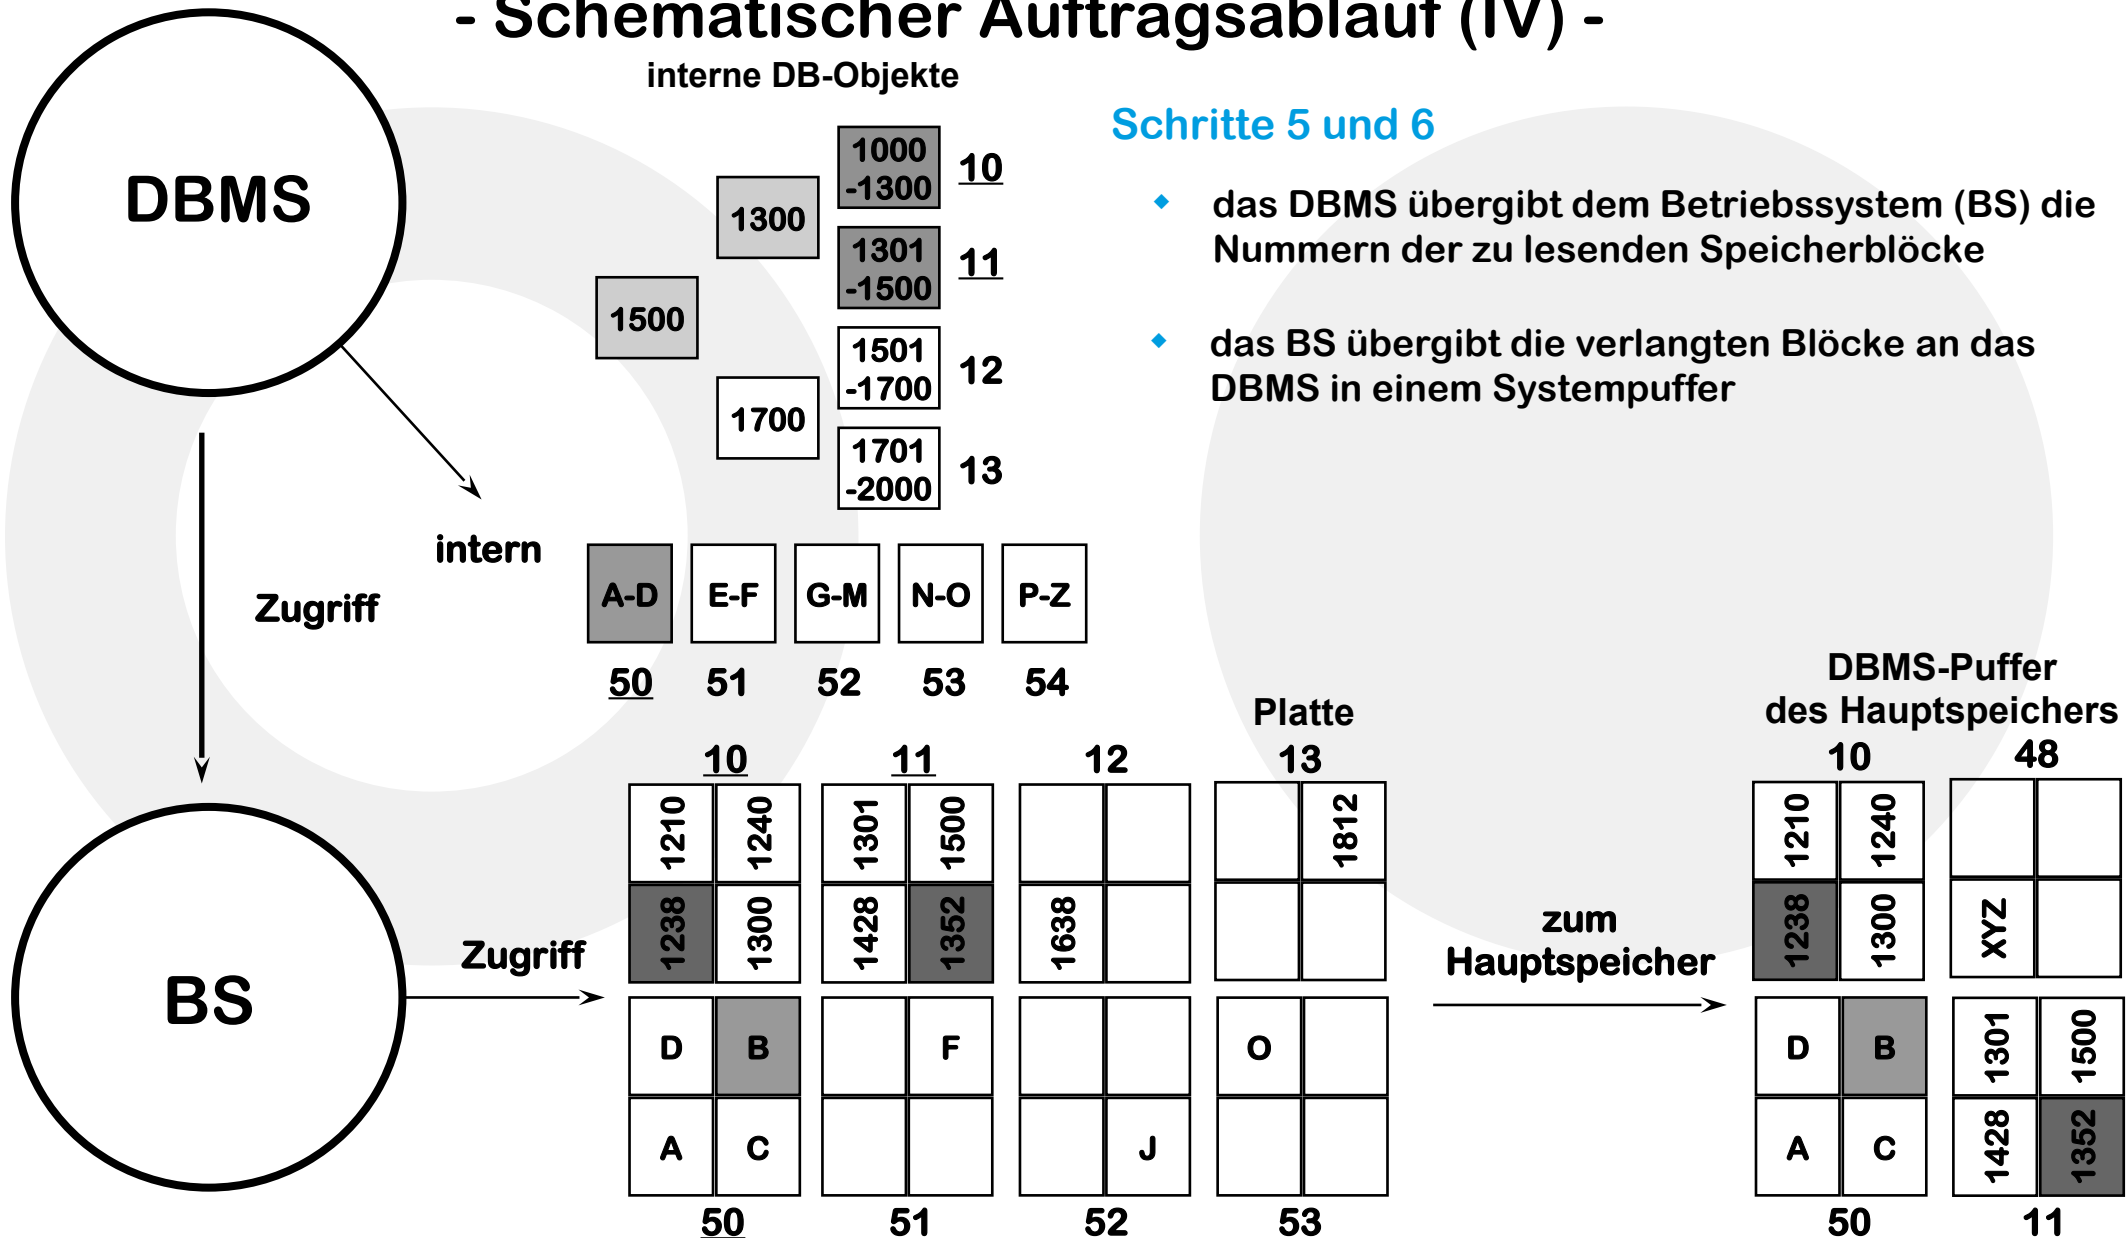 - Schematischer Auftragsablauf (IV) -
interne DB-Objekte
Schritte 5 und 6
das DBMS übergibt dem Betriebssystem (BS) die
Nummern der zu lesenden Speicherblöcke
das BS übergibt die verlangten Blöcke an das
DBMS in einem Systempuffer
DBMS
1000
-1300
10
1300
1301
-1500
11
1500
1501
-1700
12
1700
1701
-2000
13
intern
Zugriff
A-D E-F G-M N-O P-Z
50 51 52 53 54
BS
Zugriff
Platte
10 11 12 13
1210 1240 1301 1500 1812
1238 1300 1428 1352 1638
D B F O
A C J
50 51 52 53
zum
Hauptspeicher
DBMS-Puffer
des Hauptspeichers
10 48
1210 1240
1238 1300 XYZ
D B 1301 1500
A C 1428 1352
50 11